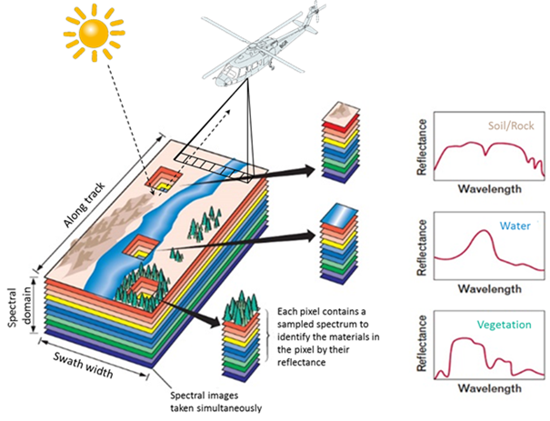 Along track
Spectral
domain
Swath width
Spectral images
taken simultaneously
Each pixel contains a
sampled spectrum to
identify the materials in
the pixel by their
reflectance
Soil/Rock
Reflectance
Wavelength
Water
Reflectance
Wavelength
Vegetation
Reflectance
Wavelength